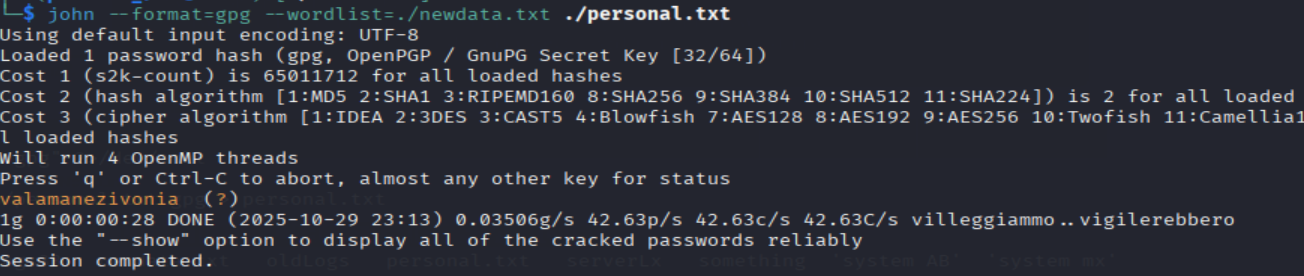 └─$ john --format=gpg --wordlist=./newdata.txt ./personal.txt
Using default input encoding: UTF-8
Loaded 1 password hash (gpg, OpenPGP / GnuPG Secret Key [32/64])
Cost 1 (s2k-count) is 65011712 for all loaded hashes
Cost 2 (hash algorithm [1:MD5 2:SHA1 3:RIPEMD160 8:SHA256 9:SHA384 10:SHA512 11:SHA224]) is 2 for all loaded
Cost 3 (cipher algorithm [1:IDEA 2:3DES 3:CAST5 4:Blowfish 7:AES128 8:AES192 9:AES256 10:Twofish 11:Camellia1
l loaded hashes
Will run 4 OpenMP threads
Press 'q' or Ctrl-C to abort, almost any other key for status
valamanezivonia (?)
1g 0:00:00:28 DONE (2025-10-29 23:13) 0.03506g/s 42.63p/s 42.63c/s 42.63C/s villeggiammo..vigilerebbero
Use the "--show" option to display all of the cracked passwords reliably
Session completed.